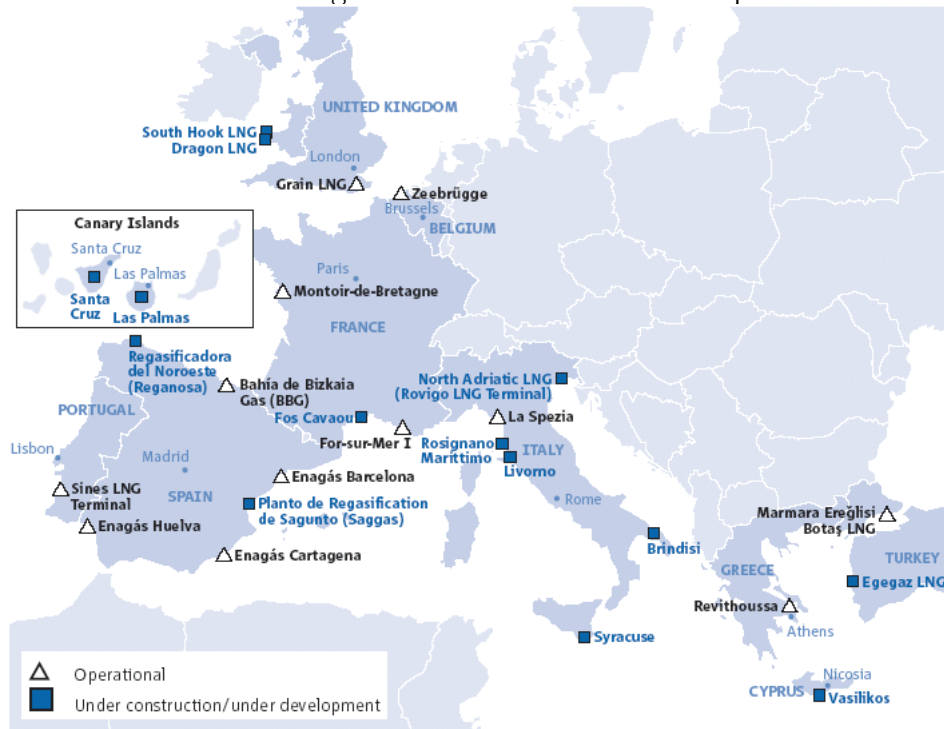 UNITED KINGDOM
South Hook LNG
Dragon LNG
London
Grain LNG
Zeebrügge
Brussels
BELGIUM
Canary Islands
Santa Cruz
Las Palmas
Santa
Cruz
Las Palmas
Paris
Montoir-de-Bretagne
FRANCE
Regasificadora
del Noroeste
(Reganosa)
Bahía de Bizkaia
Gas (BBG)
North Adriatic LNG
(Rovigo LNG Terminal)
PORTUGAL
Fos Cavaou
La Spezia
For-sur-Mer I
Rosignano
Marittimo
ITALY
Livorno
Lisbon
Madrid
Enagás Barcelona
Sines LNG
Terminal
SPAIN
Planto de Regasification
de Sagunto (Saggas)
Rome
Enagás Huelva
Marmara Ereğlisi
Botaş LNG
Enagás Cartagena
Brindisi
GREECE
TURKEY
Egegaz LNG
Revithoussa
Athens
Syracuse
Nicosia
CYPRUS
Vasilikos
Operational
Under construction/under development